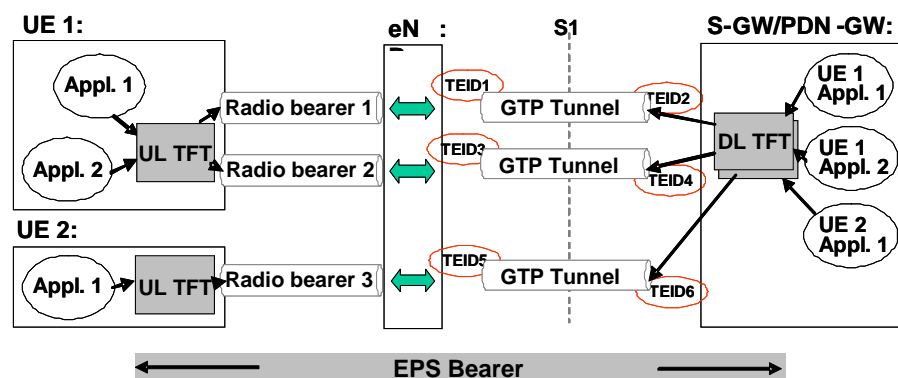 UE 1:
eN :
S1
S-GW/PDN -GW:
Appl. 1
Appl. 2
UL TFT
Radio bearer 1
Radio bearer 2
TEID1
GTP Tunnel
TEID2
TEID3
GTP Tunnel
TEID4
DL TFT
UE 1
Appl. 1
UE 1
Appl. 2
UE 2
Appl. 1
UE 2:
Appl. 1
UL TFT
Radio bearer 3
TEID5
GTP Tunnel
TEID6
EPS Bearer